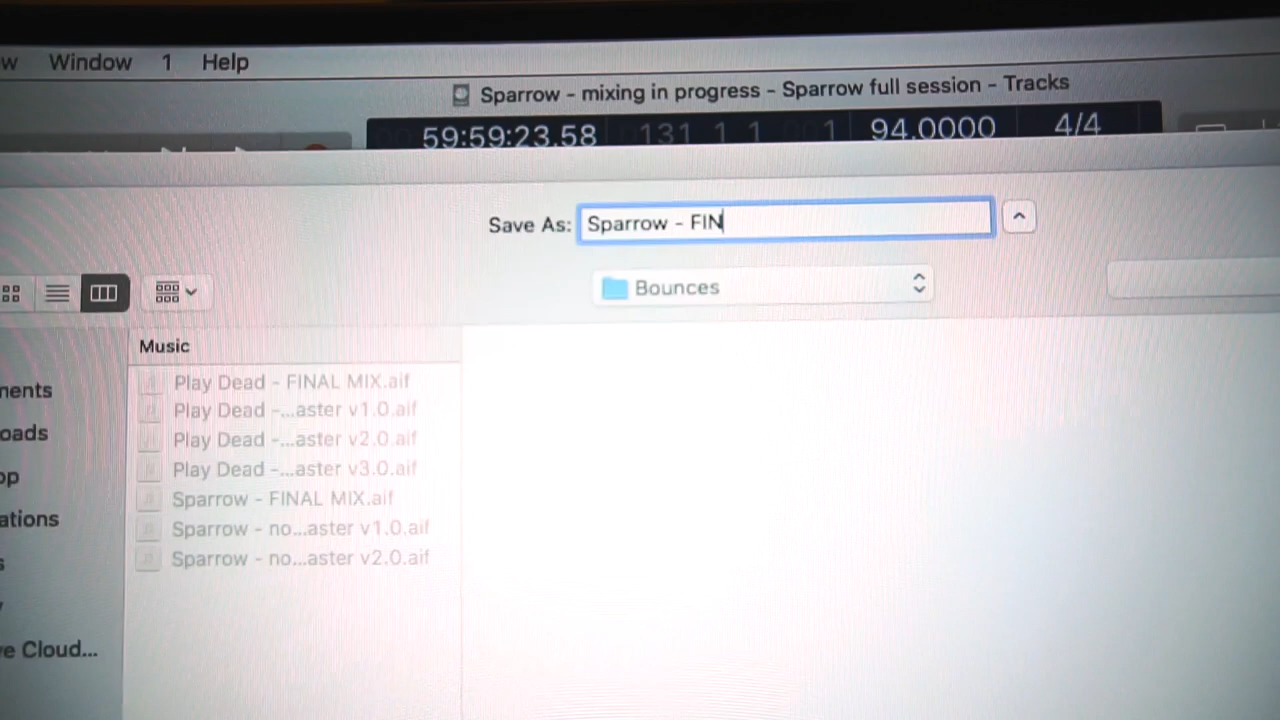 w Window 1 Help
Sparrow - mixing in progress - Sparrow full session - Tracks
59:59:23.58 131 1 1 1 94.0000 4/4
Save As: Sparrow - FIN
Bounces
Music
Play Dead - FINAL MIX.aif
Play Dead -...aster v1.0.aif
Play Dead -...aster v2.0.aif
Play Dead -...aster v3.0.aif
Sparrow - FINAL MIX.aif
Sparrow - no...aster v1.0.aif
Sparrow - no...aster v2.0.aif
nents
oads
op
ations
s
ve Cloud...